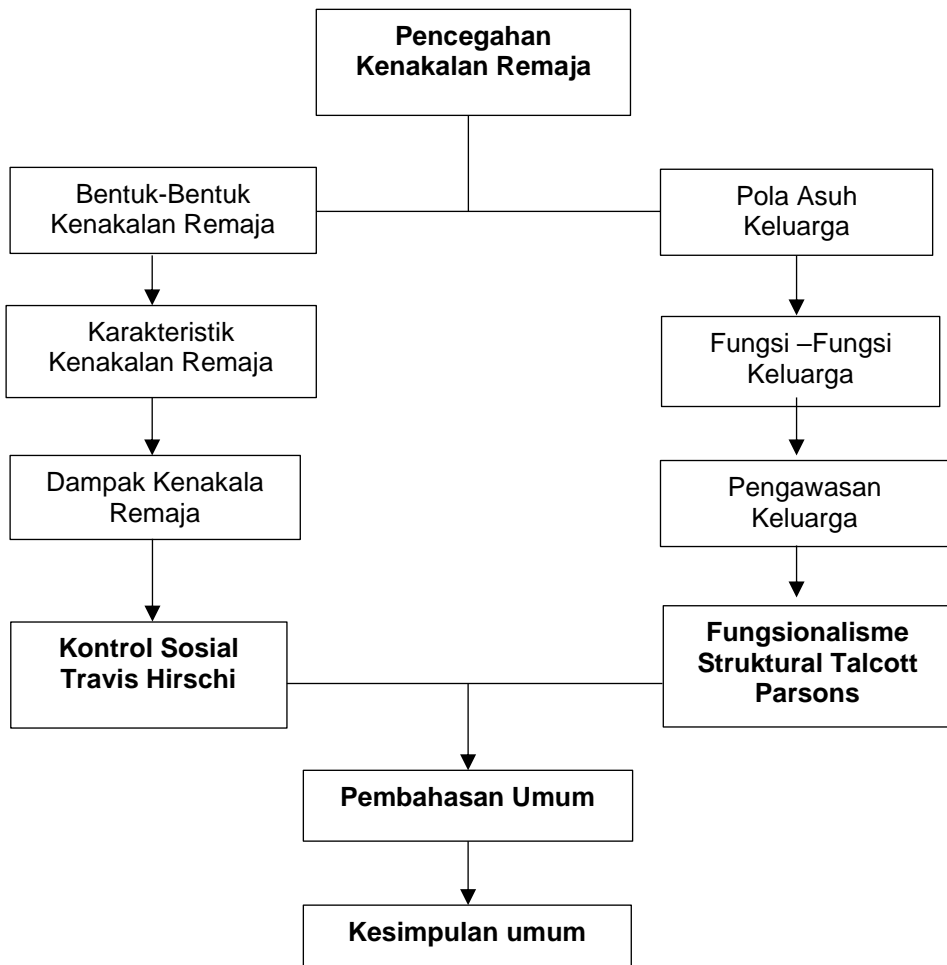 Pencegahan
Kenakalan Remaja
Bentuk-Bentuk
Kenakalan Remaja
Pola Asuh
Keluarga
Karakteristik
Kenakalan Remaja
Fungsi –Fungsi
Keluarga
Dampak Kenakala
Remaja
Pengawasan
Keluarga
Kontrol Sosial
Travis Hirschi
Fungsionalisme
Struktural Talcott
Parsons
Pembahasan Umum
Kesimpulan umum